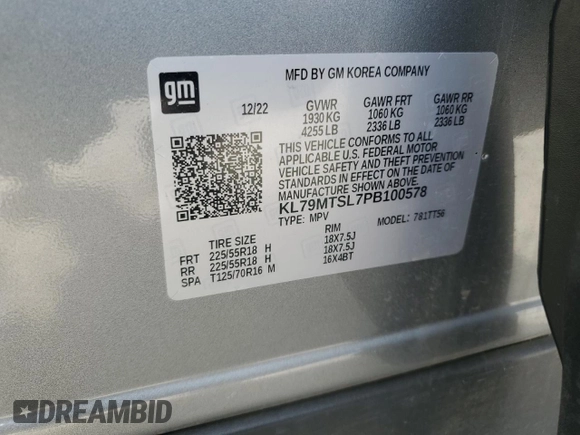 MFD BY GM KOREA COMPANY
gm
12/22 GVWR GAWR FRT GAWR RR
1930 KG 1060 KG 1060 KG
4255 LB 2336 LB 2336 LB
THIS VEHICLE CONFORMS TO ALL
APPLICABLE U.S. FEDERAL MOTOR
VEHICLE SAFETY AND THEFT PREVENTION
STANDARDS IN EFFECT ON THE DATE OF
MANUFACTURE SHOWN ABOVE.
KL79MTSL7PB100578
TYPE: MPV MODEL: 781TT56
TIRE SIZE RIM
FRT 225/55R18 H 18X7.5J
RR 225/55R18 H 18X7.5J
SPA T125/70R16 M 16X4BT
DREAMBID